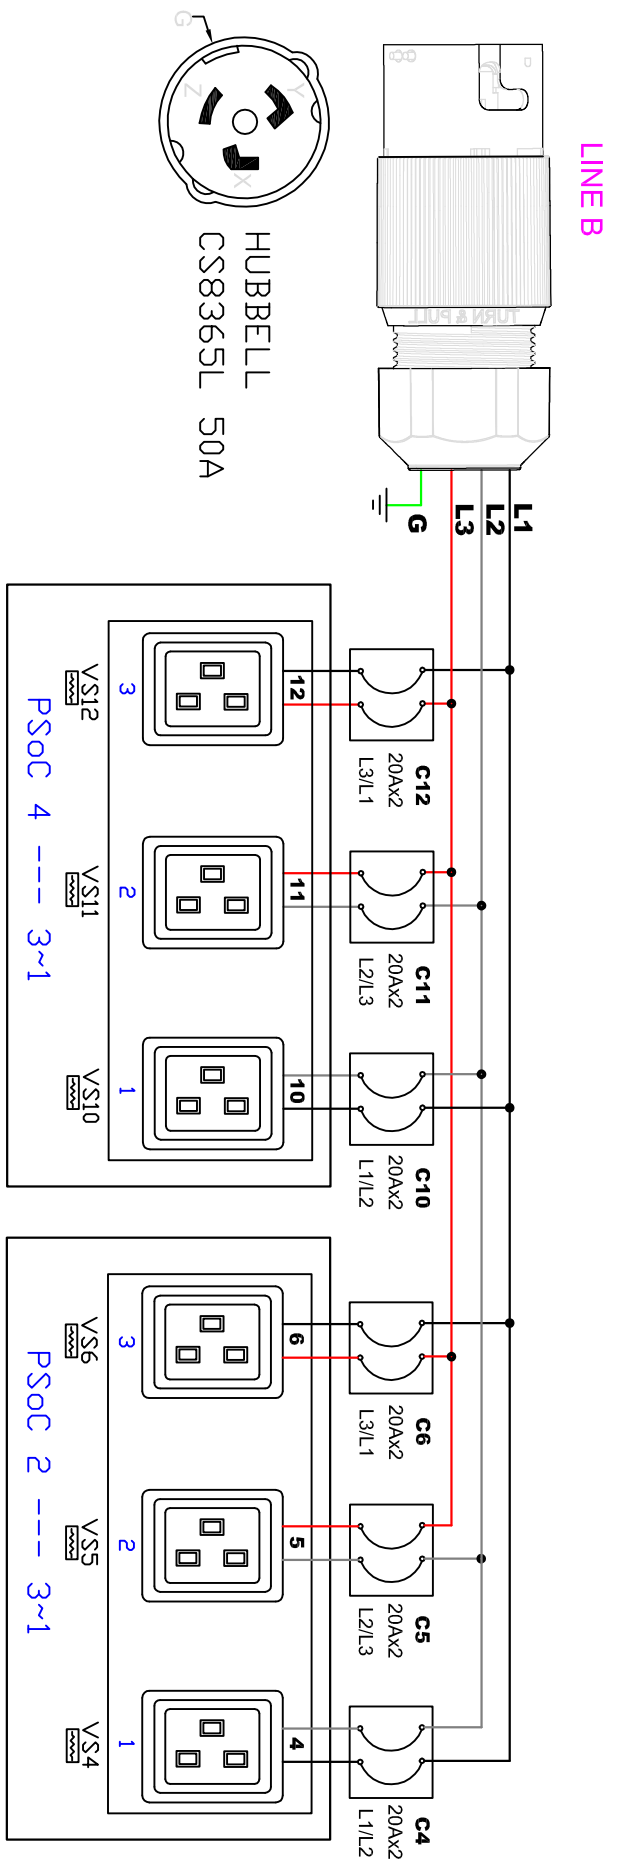 LINE B
TURN & PULL
G
Z
Y
X
HUBBELL
CS8365L 50A
L1
L2
L3
G
12
C12
20Ax2
L3/L1
3
VS12
11
C11
20Ax2
L2/L3
2
VS11
10
C10
20Ax2
L1/L2
1
VS10
PSoC 4 --- 3~1
6
C6
20Ax2
L3/L1
3
VS6
5
C5
20Ax2
L2/L3
2
VS5
4
C4
20Ax2
L1/L2
1
VS4
PSoC 2 --- 3~1